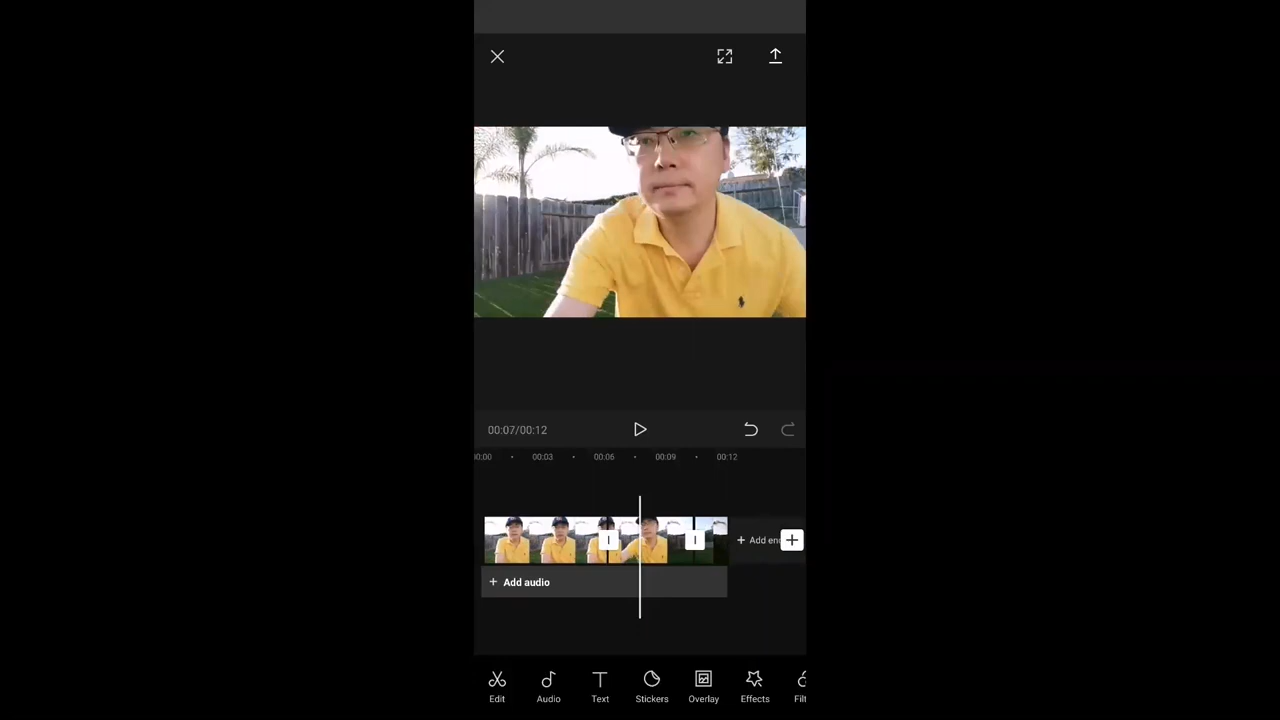 00:07/00:12
00:00 00:03 00:06 00:09 00:12
+ Add en
+ Add audio
Edit Audio Text Stickers Overlay Effects Filt